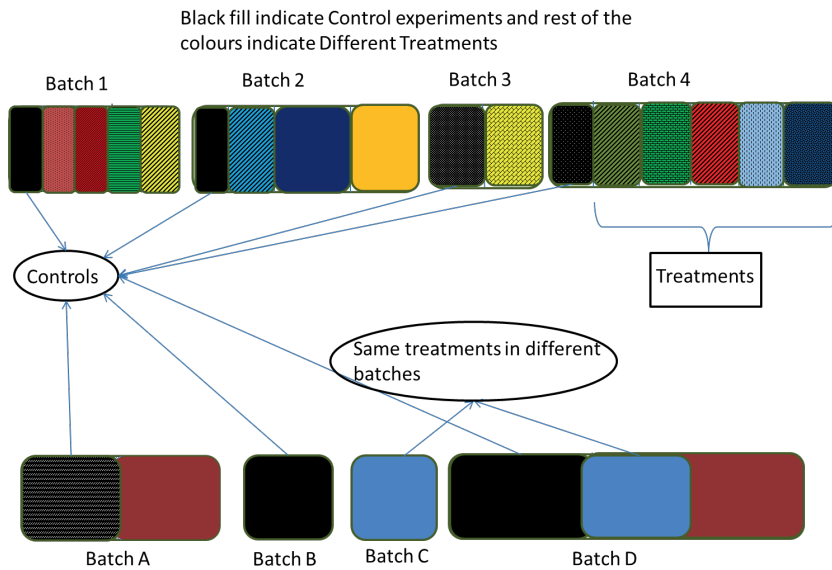 Black fill indicate Control experiments and rest of the
colours indicate Different Treatments
Batch 1
Batch 2
Batch 3
Batch 4
Controls
Treatments
Same treatments in different
batches
Batch A
Batch B
Batch C
Batch D